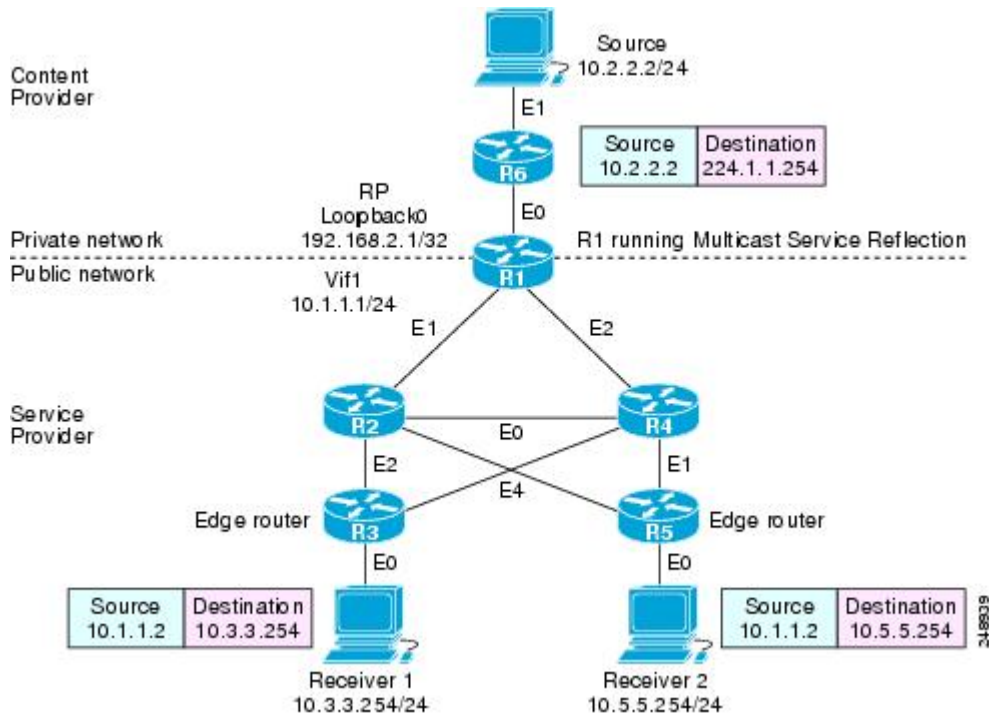 Source
10.2.2.2/24
Content
Provider
E1
Source
10.2.2.2
Destination
224.1.1.254
R6
RP
Loopback0
192.168.2.1/32
E0
Private network
R1 running Multicast Service Reflection
Public network
R1
Vif1
10.1.1.1/24
E1
E2
Service
Provider
R2
R4
E0
E2
E1
E4
Edge router
R3
R5
Edge router
E0
E0
Source
10.1.1.2
Destination
10.3.3.254
Source
10.1.1.2
Destination
10.5.5.254
248939
Receiver 1
10.3.3.254/24
Receiver 2
10.5.5.254/24